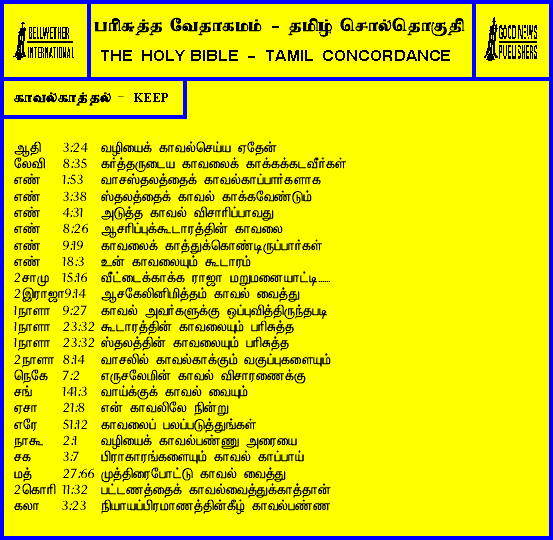 BELLWETHER
INTERNATIONAL
பரிசுத்த வேதாகமம் - தமிழ் சொல்தொகுதி
THE HOLY BIBLE - TAMIL CONCORDANCE
GOOD NEWS
PUBLISHERS
காவல்காத்தல் - KEEP
ஆதி 3:24 வழியைக் காவல்செய்ய ஏதேன்
லேவி 8:35 கர்த்தருடைய காவலைக் காக்கக்கடவீர்கள்
எண் 1:53 வாசஸ்தலத்தைக் காவல்காப்பார்களாக
எண் 3:38 ஸ்தலத்தைக் காவல் காக்கவேண்டும்
எண் 4:31 அடுத்த காவல் விசாரிப்பாவது
எண் 8:26 ஆசரிப்புக்கூடாரத்தின் காவலை
எண் 9:19 காவலைக் காத்துக்கொண்டிருப்பார்கள்
எண் 18:3 உன் காவலையும் கூடாரம்
2சாமு 15:16 வீட்டைக்காக்க ராஜா மறுமனையாட்டி......
2இராஜா9:14 ஆசகேலினிமித்தம் காவல் வைத்து
1நாளா 9:27 காவல் அவர்களுக்கு ஒப்புவித்திருந்தபடி
1நாளா 23:32 கூடாரத்தின் காவலையும் பரிசுத்த
1நாளா 23:32 ஸ்தலத்தின் காவலையும் பரிசுத்த
2நாளா 8:14 வாசலில் காவல்காக்கும் வகுப்புகளையும்
நெகே 7:2 எருசலேமின் காவல் விசாரணைக்கு
சங் 141:3 வாய்க்குக் காவல் வையும்
ஏசா 21:8 என் காவலிலே நின்று
எரே 51:12 காவலைப் பலப்படுத்துங்கள்
நாகூ 2:1 வழியைக் காவல்பண்ணு அரையை
சக 3:7 பிராகாரங்களையும் காவல் காப்பாய்
மத் 27:66 முத்திரைபோட்டு காவல் வைத்து
2கொரி 11:32 பட்டணத்தைக் காவல்வைத்துக்காத்தான்
கலா 3:23 நியாயப்பிரமாணத்தின்கீழ் காவல்பண்ண